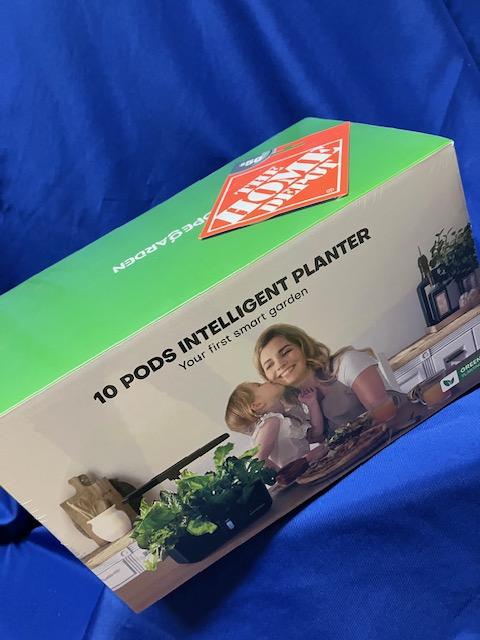 THE
HOME
DEPOT
10 PODS INTELLIGENT PLANTER
Your first smart garden